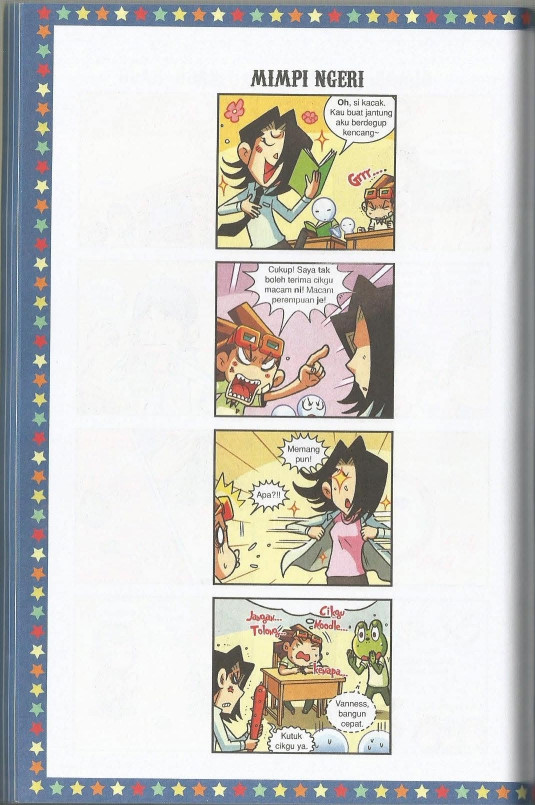 MIMPI NGERI
Oh, si kacak.
Kau buat jantung
aku berdegup
kencang~
Grrr....
Cukup! Saya tak
boleh terima cikgu
macam ni! Macam
perempuan je!
Memang
pun!
Apa?!!
Jangan...
Tolong...
Cikgu
Noodle...
kenapa...
Vanness,
bangun
cepat.
Kutuk
cikgu ya.